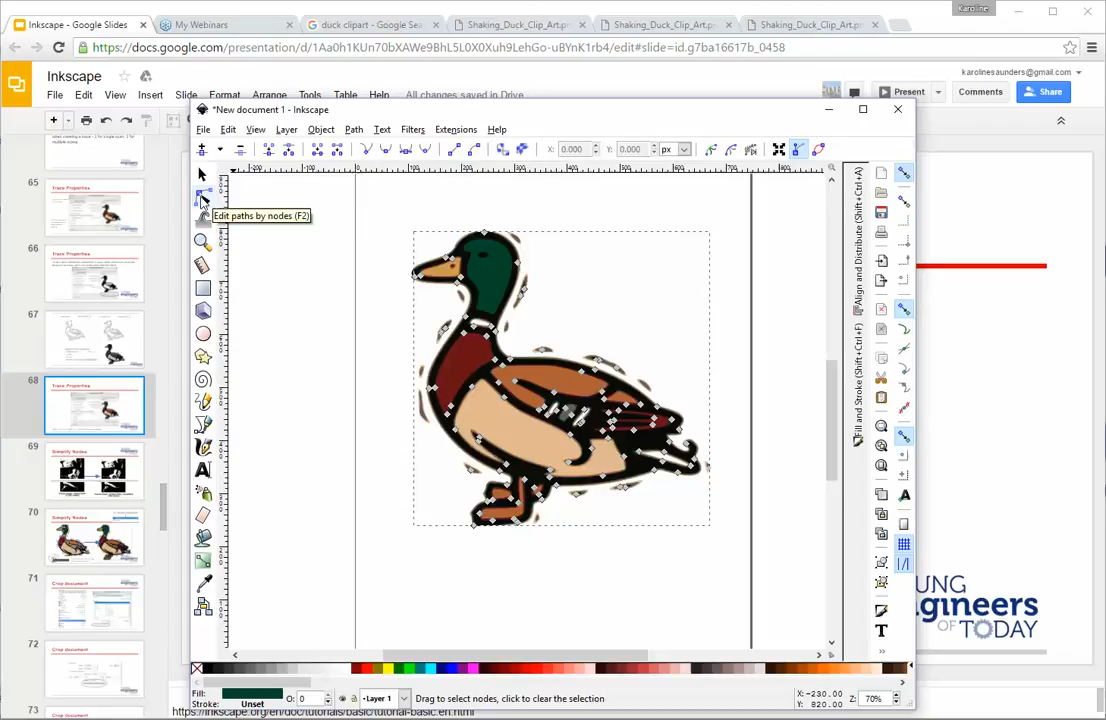 Karoline
Inkscape - Google Slides
My Webinars
duck clipart - Google Sea
Shaking_Duck_Clip_Art.pr
Shaking_Duck_Clip_Art.pr
Shaking_Duck_Clip_Art.pr
https://docs.google.com/presentation/d/1Aa0h1KUn70bXAWe9BhL5L0X0Xuh9LehGo-uBYnK1rb4/edit#slide=id.g7ba16617b_0458
Inkscape
karolinesaunders@gmail.com
File Edit View Insert Slide Format Arrange Tools Table Help All changes saved in Drive
Present Comments Share
*New document 1 - Inkscape
File Edit View Layer Object Path Text Filters Extensions Help
X: 0.000 Y: 0.000 px
Edit paths by nodes (F2)
Align and Distribute (Shift+Ctrl+A)
Fill and Stroke (Shift+Ctrl+F)
65
Trace Properties
66
Trace Properties
67
68
Trace Properties
69
Simplify Nodes
70
Simplify Nodes
71
Crop document
72
Crop document
73
UNG
ngineers
OF TODAY
Fill:
Stroke: Unset
O: 0
Layer 1
Drag to select nodes, click to clear the selection
X: -230.00
Y: 820.00
Z: 70%
https://inkscape.org/en/doc/tutorials/basic/tutorial-basic.en.html